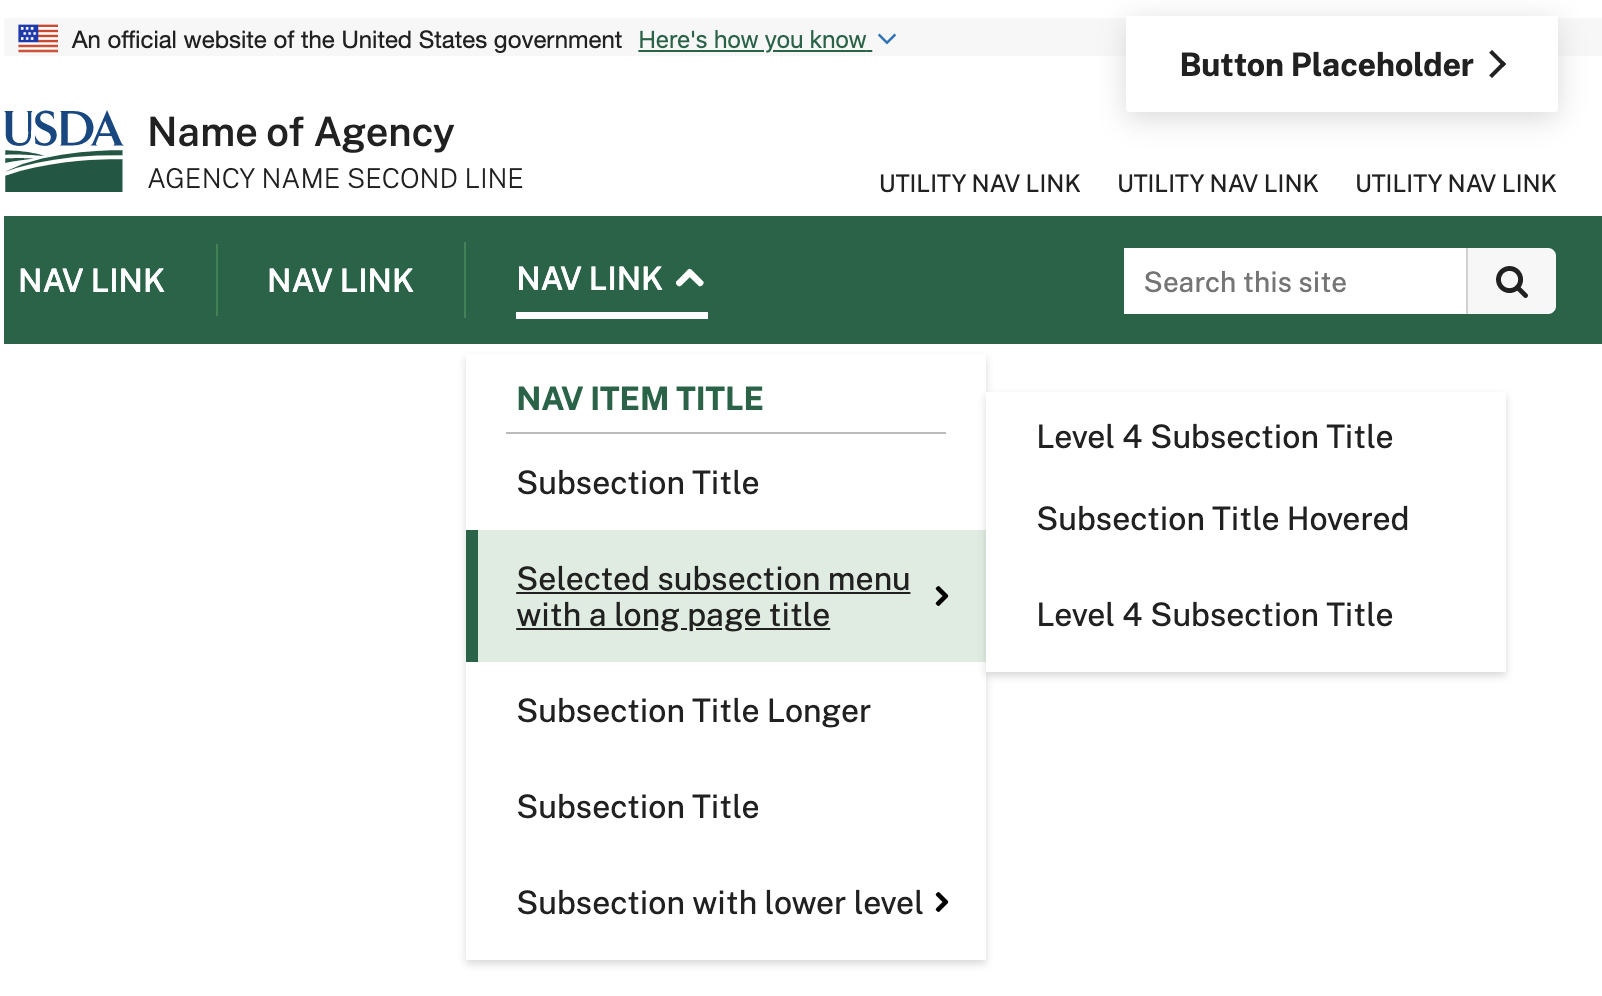 An official website of the United States government Here's how you know
Button Placeholder
USDA
Name of Agency
AGENCY NAME SECOND LINE
UTILITY NAV LINK UTILITY NAV LINK UTILITY NAV LINK
NAV LINK NAV LINK NAV LINK
Search this site
NAV ITEM TITLE
Subsection Title
Selected subsection menu
with a long page title
Subsection Title Longer
Subsection Title
Subsection with lower level
Level 4 Subsection Title
Subsection Title Hovered
Level 4 Subsection Title